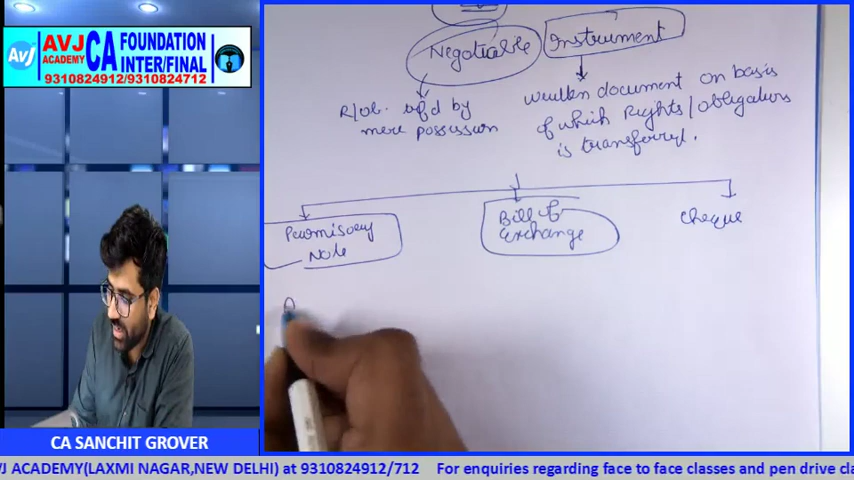 AVJ
ACADEMY
CA
FOUNDATION
INTER/FINAL
9310824912/9310824712
AVJ
Negotiable
Instrument
R/ob. tfd by
mere possession
written document on basis
of which Rights/obligations
is transferred.
Promissory
Note
Bill of
exchange
cheque
CA SANCHIT GROVER
VJ ACADEMY(LAXMI NAGAR,NEW DELHI) at 9310824912/712 For enquiries regarding face to face classes and pen drive cla